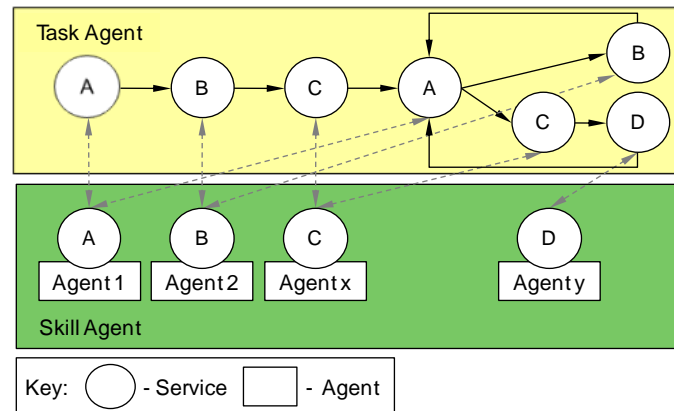 Task Agent
B
A
B
C
A
C
D
A
B
C
D
Agent 1
Agent 2
Agent x
Agent y
Skill Agent
Key:
- Service
- Agent